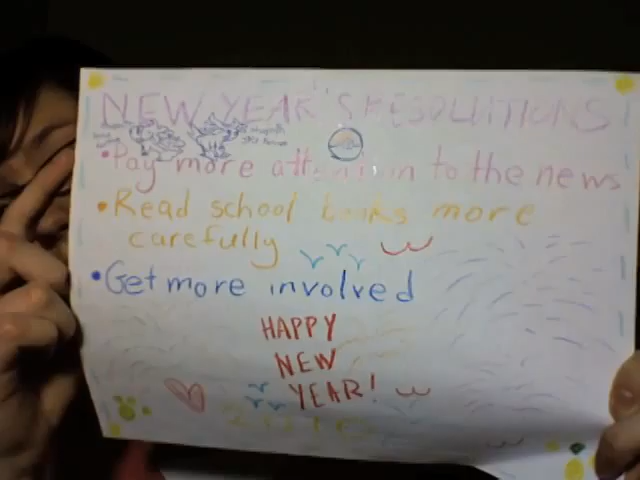 NEW YEAR'S RESOLUTIONS
•Pay more attention to the news
•Read school books more
carefully
•Get more involved
HAPPY
NEW
YEAR!
2016